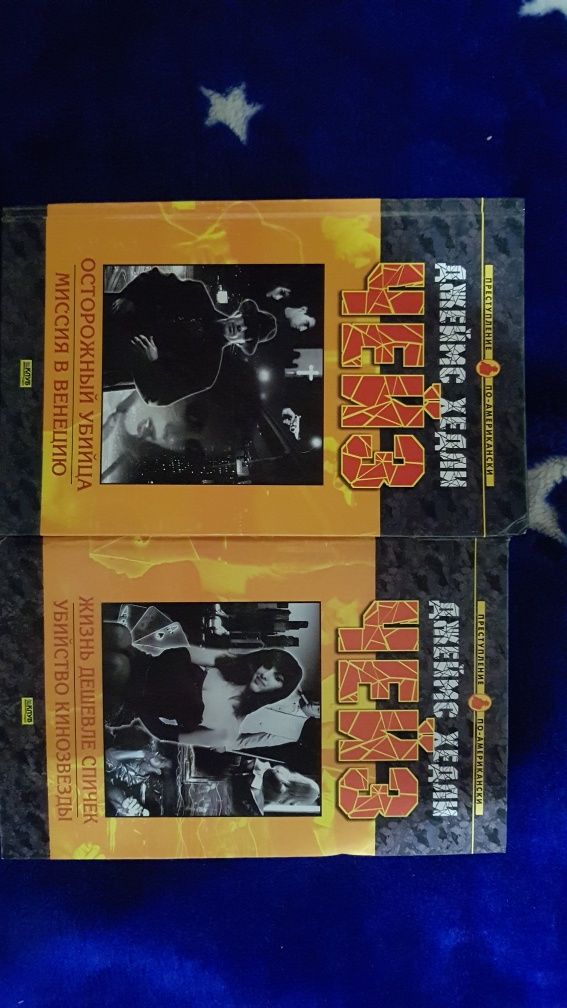 ПРЕСТУПЛЕНИЕ ПО-АМЕРИКАНСКИ
ДЖЕЙМС ХЕДЛИ
ЧЕЙЗ
ОСТОРОЖНЫЙ УБИЙЦА
МИССИЯ В ВЕНЕЦИЮ
ПРЕСТУПЛЕНИЕ ПО-АМЕРИКАНСКИ
ДЖЕЙМС ХЕДЛИ
ЧЕЙЗ
ЖИЗНЬ ДЕШЕВЛЕ СПИЧЕК
УБИЙСТВО КИНОЗВЕЗДЫ